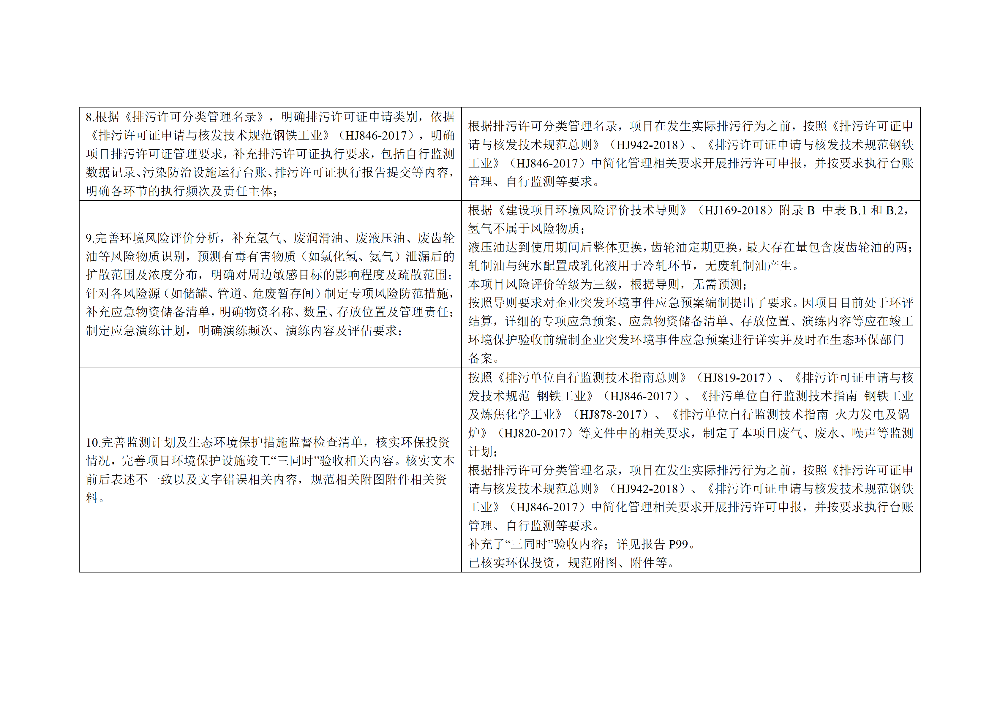 8.根据《排污许可分类管理名录》，明确排污许可证申请类别，依据
《排污许可证申请与核发技术规范钢铁工业》（HJ846-2017），明确
项目排污许可证管理要求，补充排污许可证执行要求，包括自行监测
数据记录、污染防治设施运行台账、排污许可证执行报告提交等内容，
明确各环节的执行频次及责任主体；
根据排污许可分类管理名录，项目在发生实际排污行为之前，按照《排污许可证申
请与核发技术规范总则》（HJ942-2018）、《排污许可证申请与核发技术规范钢铁
工业》（HJ846-2017）中简化管理相关要求开展排污许可申报，并按要求执行台账
管理、自行监测等要求。
9.完善环境风险评价分析，补充氢气、废润滑油、废液压油、废齿轮
油等风险物质识别，预测有毒有害物质（如氯化氢、氨气）泄漏后的
扩散范围及浓度分布，明确对周边敏感目标的影响程度及疏散范围；
针对各风险源（如储罐、管道、危废暂存间）制定专项风险防范措施，
补充应急物资储备清单，明确物资名称、数量、存放位置及管理责任；
制定应急演练计划，明确演练频次、演练内容及评估要求；
根据《建设项目环境风险评价技术导则》（HJ169-2018）附录 B 中表 B.1 和 B.2，
氢气不属于风险物质；
液压油达到使用期间后整体更换，齿轮油定期更换，最大存在量包含废齿轮油的两；
轧制油与纯水配置成乳化液用于冷轧环节，无废轧制油产生。
本项目风险评价等级为三级，根据导则，无需预测；
按照导则要求对企业突发环境事件应急预案编制提出了要求。因项目目前处于环评
结算，详细的专项应急预案、应急物资储备清单、存放位置、演练内容等应在竣工
环境保护验收前编制企业突发环境事件应急预案进行详实并及时在生态环保部门
备案。
10.完善监测计划及生态环境保护措施监督检查清单，核实环保投资
情况，完善项目环境保护设施竣工“三同时”验收相关内容。核实文本
前后表述不一致以及文字错误相关内容，规范相关附图附件相关资
料。
按照《排污单位自行监测技术指南总则》（HJ819-2017）、《排污许可证申请与核
发技术规范 钢铁工业》（HJ846-2017）、《排污单位自行监测技术指南 钢铁工业
及炼焦化学工业》（HJ878-2017）、《排污单位自行监测技术指南 火力发电及锅
炉》（HJ820-2017）等文件中的相关要求，制定了本项目废气、废水、噪声等监测
计划；
根据排污许可分类管理名录，项目在发生实际排污行为之前，按照《排污许可证申
请与核发技术规范总则》（HJ942-2018）、《排污许可证申请与核发技术规范钢铁
工业》（HJ846-2017）中简化管理相关要求开展排污许可申报，并按要求执行台账
管理、自行监测等要求。
补充了“三同时”验收内容；详见报告 P99。
已核实环保投资，规范附图、附件等。